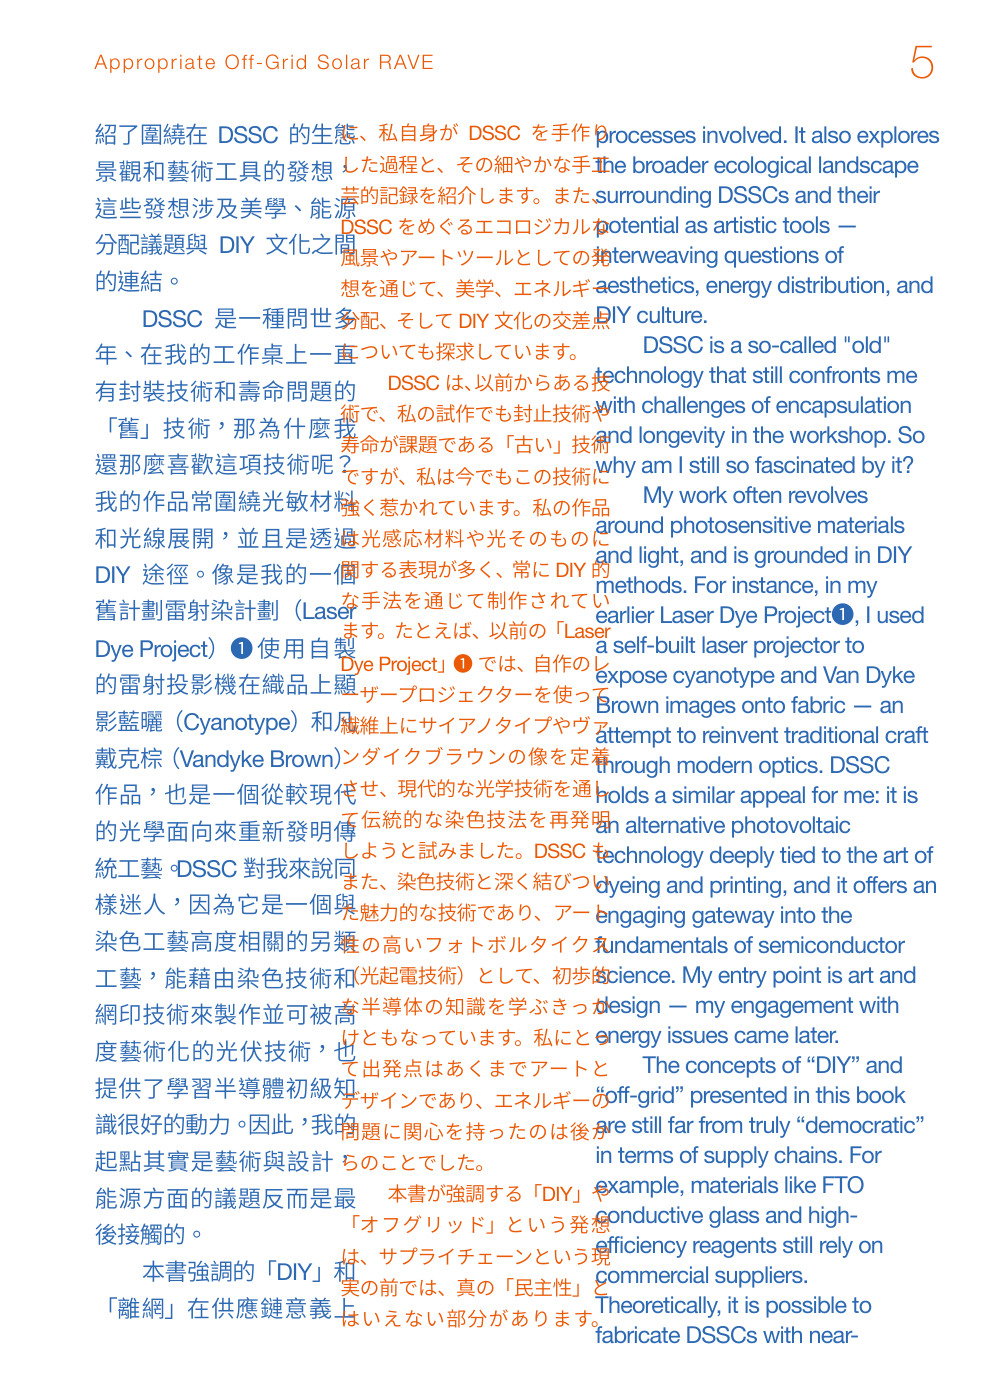 Appropriate Off-Grid Solar RAVE
5
紹了圍繞在 DSSC 的生態
景觀和藝術工具的發想，
這些發想涉及美學、能源
分配議題與 DIY 文化之間
的連結。
DSSC 是一種問世多
年、在我的工作桌上一直
有封裝技術和壽命問題的
「舊」技術，那為什麼我
還那麼喜歡這項技術呢？
我的作品常圍繞光敏材料
和光線展開，並且是透過
DIY 途徑。像是我的一個
舊計劃雷射染計劃（Laser
Dye Project）❶使用自製
的雷射投影機在織品上顯
影藍曬（Cyanotype）和凡
戴克棕（Vandyke Brown）
作品，也是一個從較現代
的光學面向來重新發明傳
統工藝。DSSC 對我來說同
樣迷人，因為它是一個與
染色工藝高度相關的另類
工藝，能藉由染色技術和
網印技術來製作並可被高
度藝術化的光伏技術，也
提供了學習半導體初級知
識很好的動力。因此，我的
起點其實是藝術與設計，
能源方面的議題反而是最
後接觸的。
本書強調的「DIY」和
「離網」在供應鏈意義上
に、私自身が DSSC を手作り
した過程と、その細やかな手工
芸的記録を紹介します。また、
DSSC をめぐるエコロジカルな
風景やアートツールとしての発
想を通じて、美学、エネルギー
分配、そして DIY 文化の交差点
についても探求しています。
DSSC は、以前からある技
術で、私の試作でも封止技術や
寿命が課題である「古い」技術
ですが、私は今でもこの技術に
強く惹かれています。私の作品
は光感応材料や光そのものに
関する表現が多く、常に DIY 的
な手法を通じて制作されてい
ます。たとえば、以前の「Laser
Dye Project」❶ では、自作のレ
ーザープロジェクターを使って
繊維上にサイアノタイプやヴァ
ンダイクブラウンの像を定着
させ、現代的な光学技術を通し
て伝統的な染色技法を再発明
しようと試みました。DSSC も
また、染色技術と深く結びつい
た魅力的な技術であり、アート
性の高いフォトボルタイクス
（光起電技術）として、初歩的
な半導体の知識を学ぶきっか
けともなっています。私にとっ
て出発点はあくまでアートと
デザインであり、エネルギーの
問題に関心を持ったのは後か
らのことでした。
本書が強調する「DIY」や
「オフグリッド」という発想
は、サプライチェーンという現
実の前では、真の「民主性」と
はいえない部分があります。
processes involved. It also explores
the broader ecological landscape
surrounding DSSCs and their
potential as artistic tools —
interweaving questions of
aesthetics, energy distribution, and
DIY culture.
DSSC is a so-called "old"
technology that still confronts me
with challenges of encapsulation
and longevity in the workshop. So
why am I still so fascinated by it?
My work often revolves
around photosensitive materials
and light, and is grounded in DIY
methods. For instance, in my
earlier Laser Dye Project❶, I used
a self-built laser projector to
expose cyanotype and Van Dyke
Brown images onto fabric — an
attempt to reinvent traditional craft
through modern optics. DSSC
holds a similar appeal for me: it is
an alternative photovoltaic
technology deeply tied to the art of
dyeing and printing, and it offers an
engaging gateway into the
fundamentals of semiconductor
science. My entry point is art and
design — my engagement with
energy issues came later.
The concepts of “DIY” and
“off-grid” presented in this book
are still far from truly “democratic”
in terms of supply chains. For
example, materials like FTO
conductive glass and high-
efficiency reagents still rely on
commercial suppliers.
Theoretically, it is possible to
fabricate DSSCs with near-